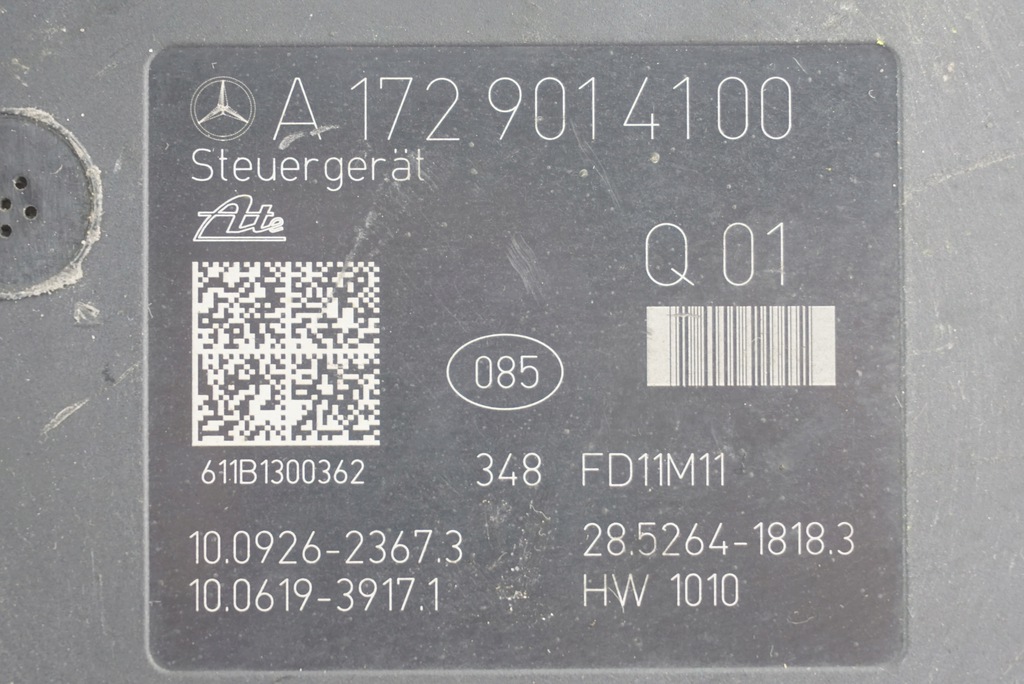 A 172 901 41 00
Steuergerät
Ate
Q 01
085
611B1300362
348 FD11M11
10.0926-2367.3
28.5264-1818.3
10.0619-3917.1
HW 1010